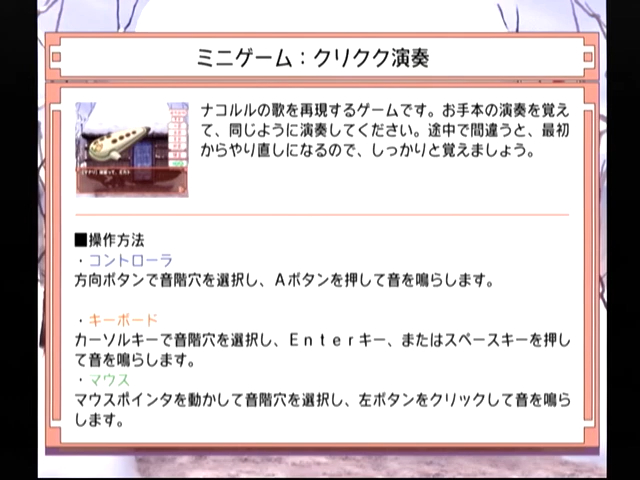 ミニゲーム：クリクク演奏
ナコルルの歌を再現するゲームです。お手本の演奏を覚え
て、同じように演奏してください。途中で間違うと、最初
からやり直しになるので、しっかりと覚えましょう。
■操作方法
・コントローラ
方向ボタンで音階穴を選択し、Ａボタンを押して音を鳴らします。
・キーボード
カーソルキーで音階穴を選択し、Ｅｎｔｅｒキー、またはスペースキーを押し
て音を鳴らします。
・マウス
マウスポインタを動かして音階穴を選択し、左ボタンをクリックして音を鳴ら
します。